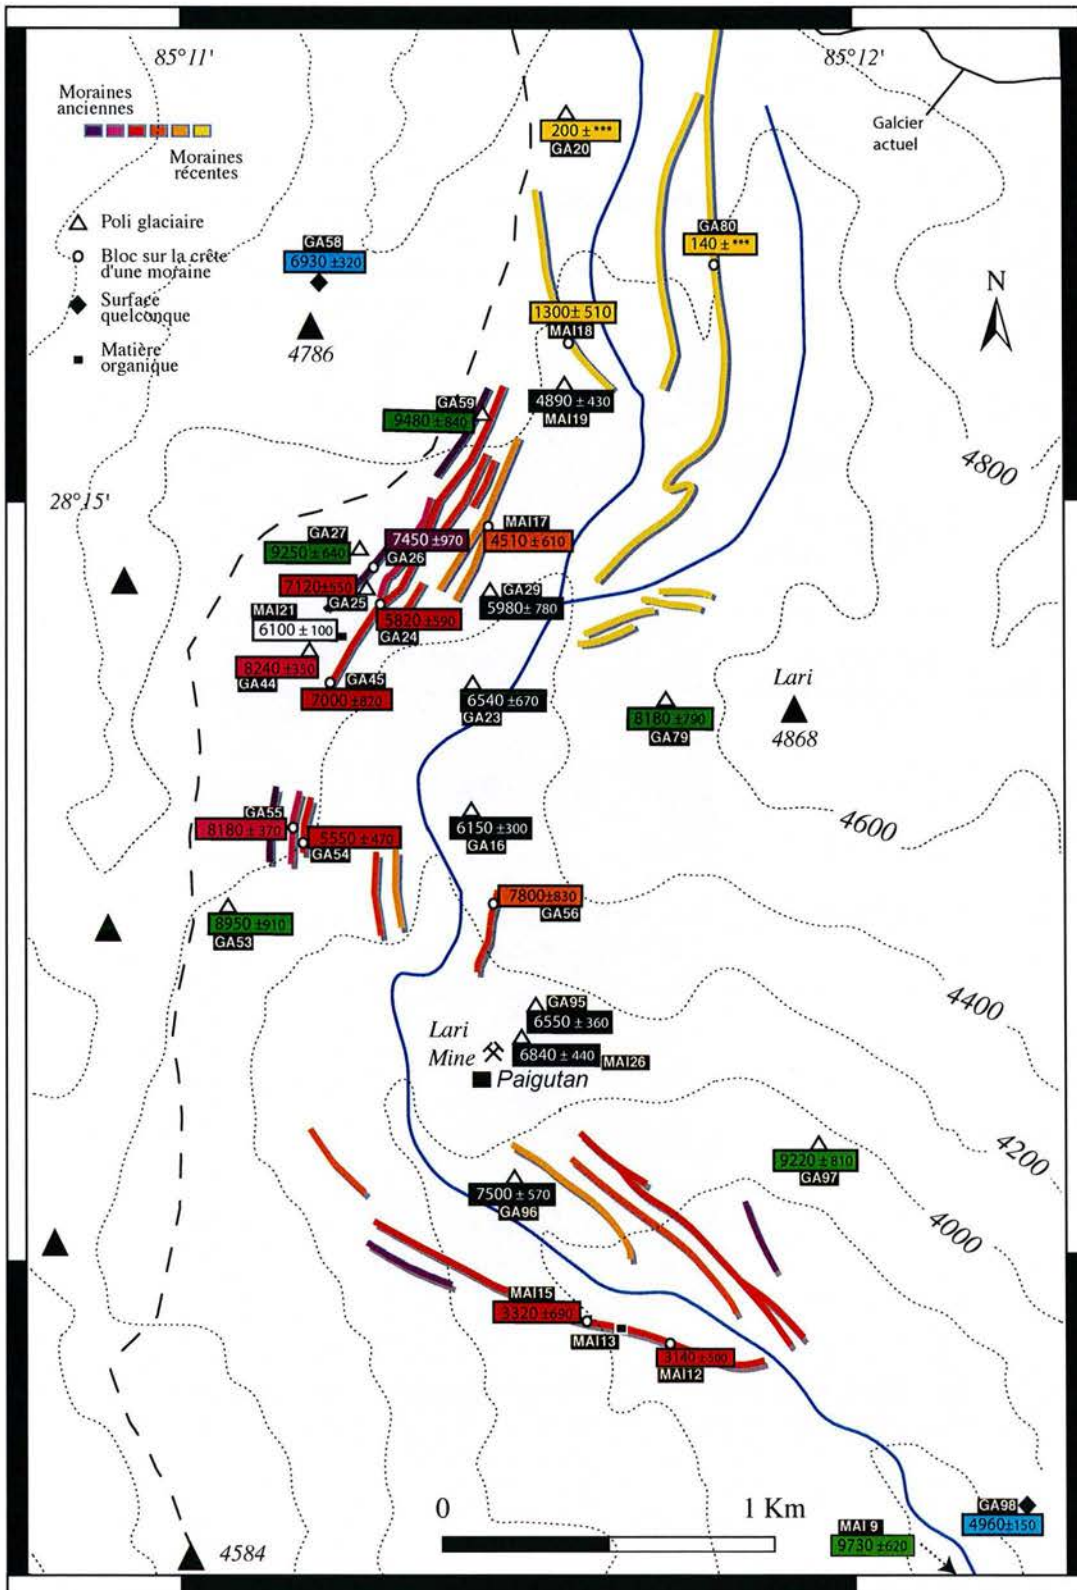 85°11'
85°12'
Moraines
anciennes
Moraines
récentes
Galcier
actuel
200 ± ***
GA20
Poli glaciaire
Bloc sur la crête
d'une moraine
Surface
quelconque
Matière
organique
GA58
6930 ±320
4786
GA80
140 ± ***
N
1300± 510
MAI18
GA59
9480 ±840
4890 ± 430
MAI19
4800
28°15'
GA27
9250 ± 640
7450 ±970
GA26
MAI17
4510 ± 610
7120±550
GA25
GA29
5980± 780
MAI21
6100 ± 100
5820 ±590
GA24
8240 ±350
GA44
GA45
7000 ±870
6540 ±670
GA23
8180 ±790
GA79
Lari
4868
GA55
8180 ± 370
5550 ± 470
GA54
6150 ±300
GA16
4600
8950 ±910
GA53
7800±830
GA56
4400
GA95
6550 ± 360
Lari
Mine
6840 ± 440
MAI26
Paigutan
4200
9220 ± 810
GA97
7500 ± 570
GA96
4000
MAI15
3320 ±690
MAI13
3140 ±500
MAI12
0
1 Km
GA98
4960±150
MAI 9
9730 ±620
4584